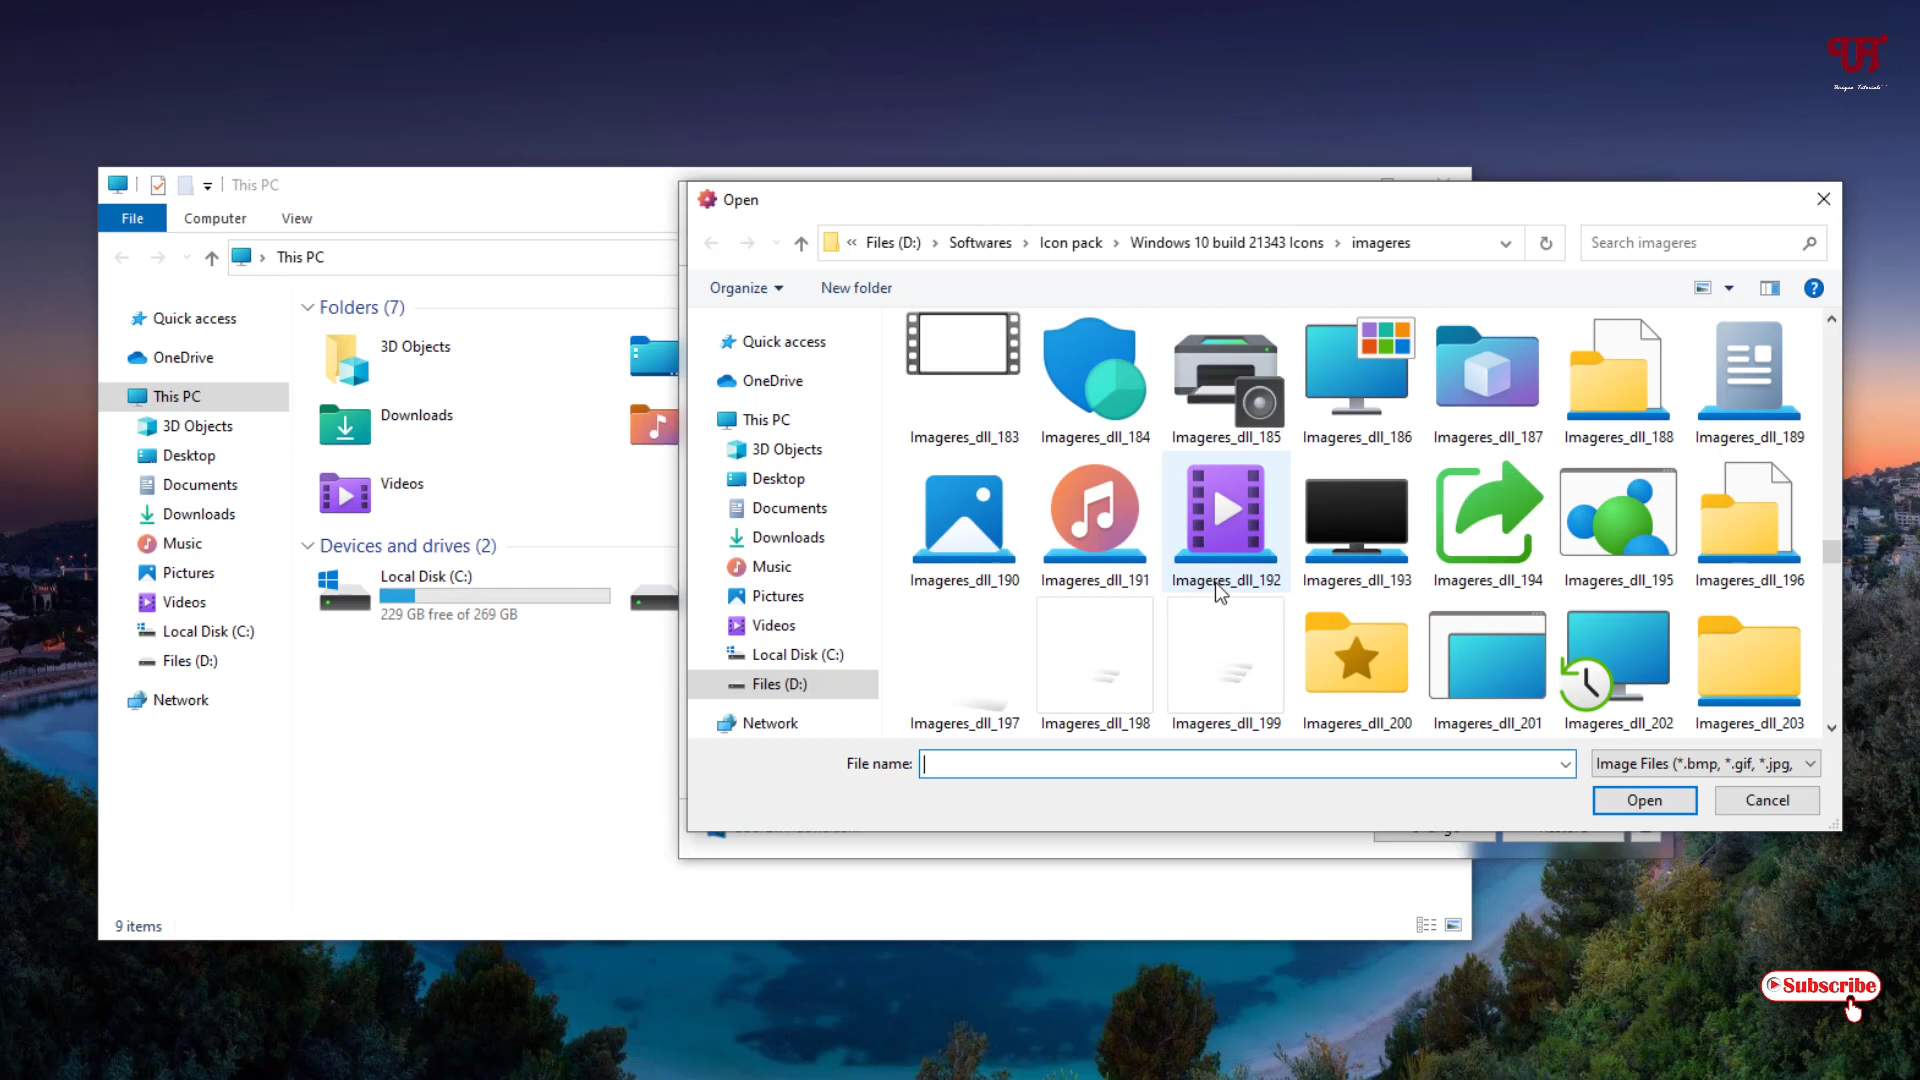 Unique Tutorials
This PC
File
Computer
View
This PC
Quick access
OneDrive
This PC
3D Objects
Desktop
Documents
Downloads
Music
Pictures
Videos
Local Disk (C:)
Files (D:)
Network
Folders (7)
3D Objects
Downloads
Videos
Devices and drives (2)
Local Disk (C:)
229 GB free of 269 GB
9 items
Open
« Files (D:) › Softwares › Icon pack › Windows 10 build 21343 Icons › imageres
Search imageres
Organize
New folder
Quick access
OneDrive
This PC
3D Objects
Desktop
Documents
Downloads
Music
Pictures
Videos
Local Disk (C:)
Files (D:)
Network
Imageres_dll_183 Imageres_dll_184 Imageres_dll_185 Imageres_dll_186 Imageres_dll_187 Imageres_dll_188 Imageres_dll_189
Imageres_dll_190 Imageres_dll_191 Imageres_dll_192 Imageres_dll_193 Imageres_dll_194 Imageres_dll_195 Imageres_dll_196
Imageres_dll_197 Imageres_dll_198 Imageres_dll_199 Imageres_dll_200 Imageres_dll_201 Imageres_dll_202 Imageres_dll_203
File name:
Image Files (*.bmp, *.gif, *.jpg,
Open
Cancel
Subscribe